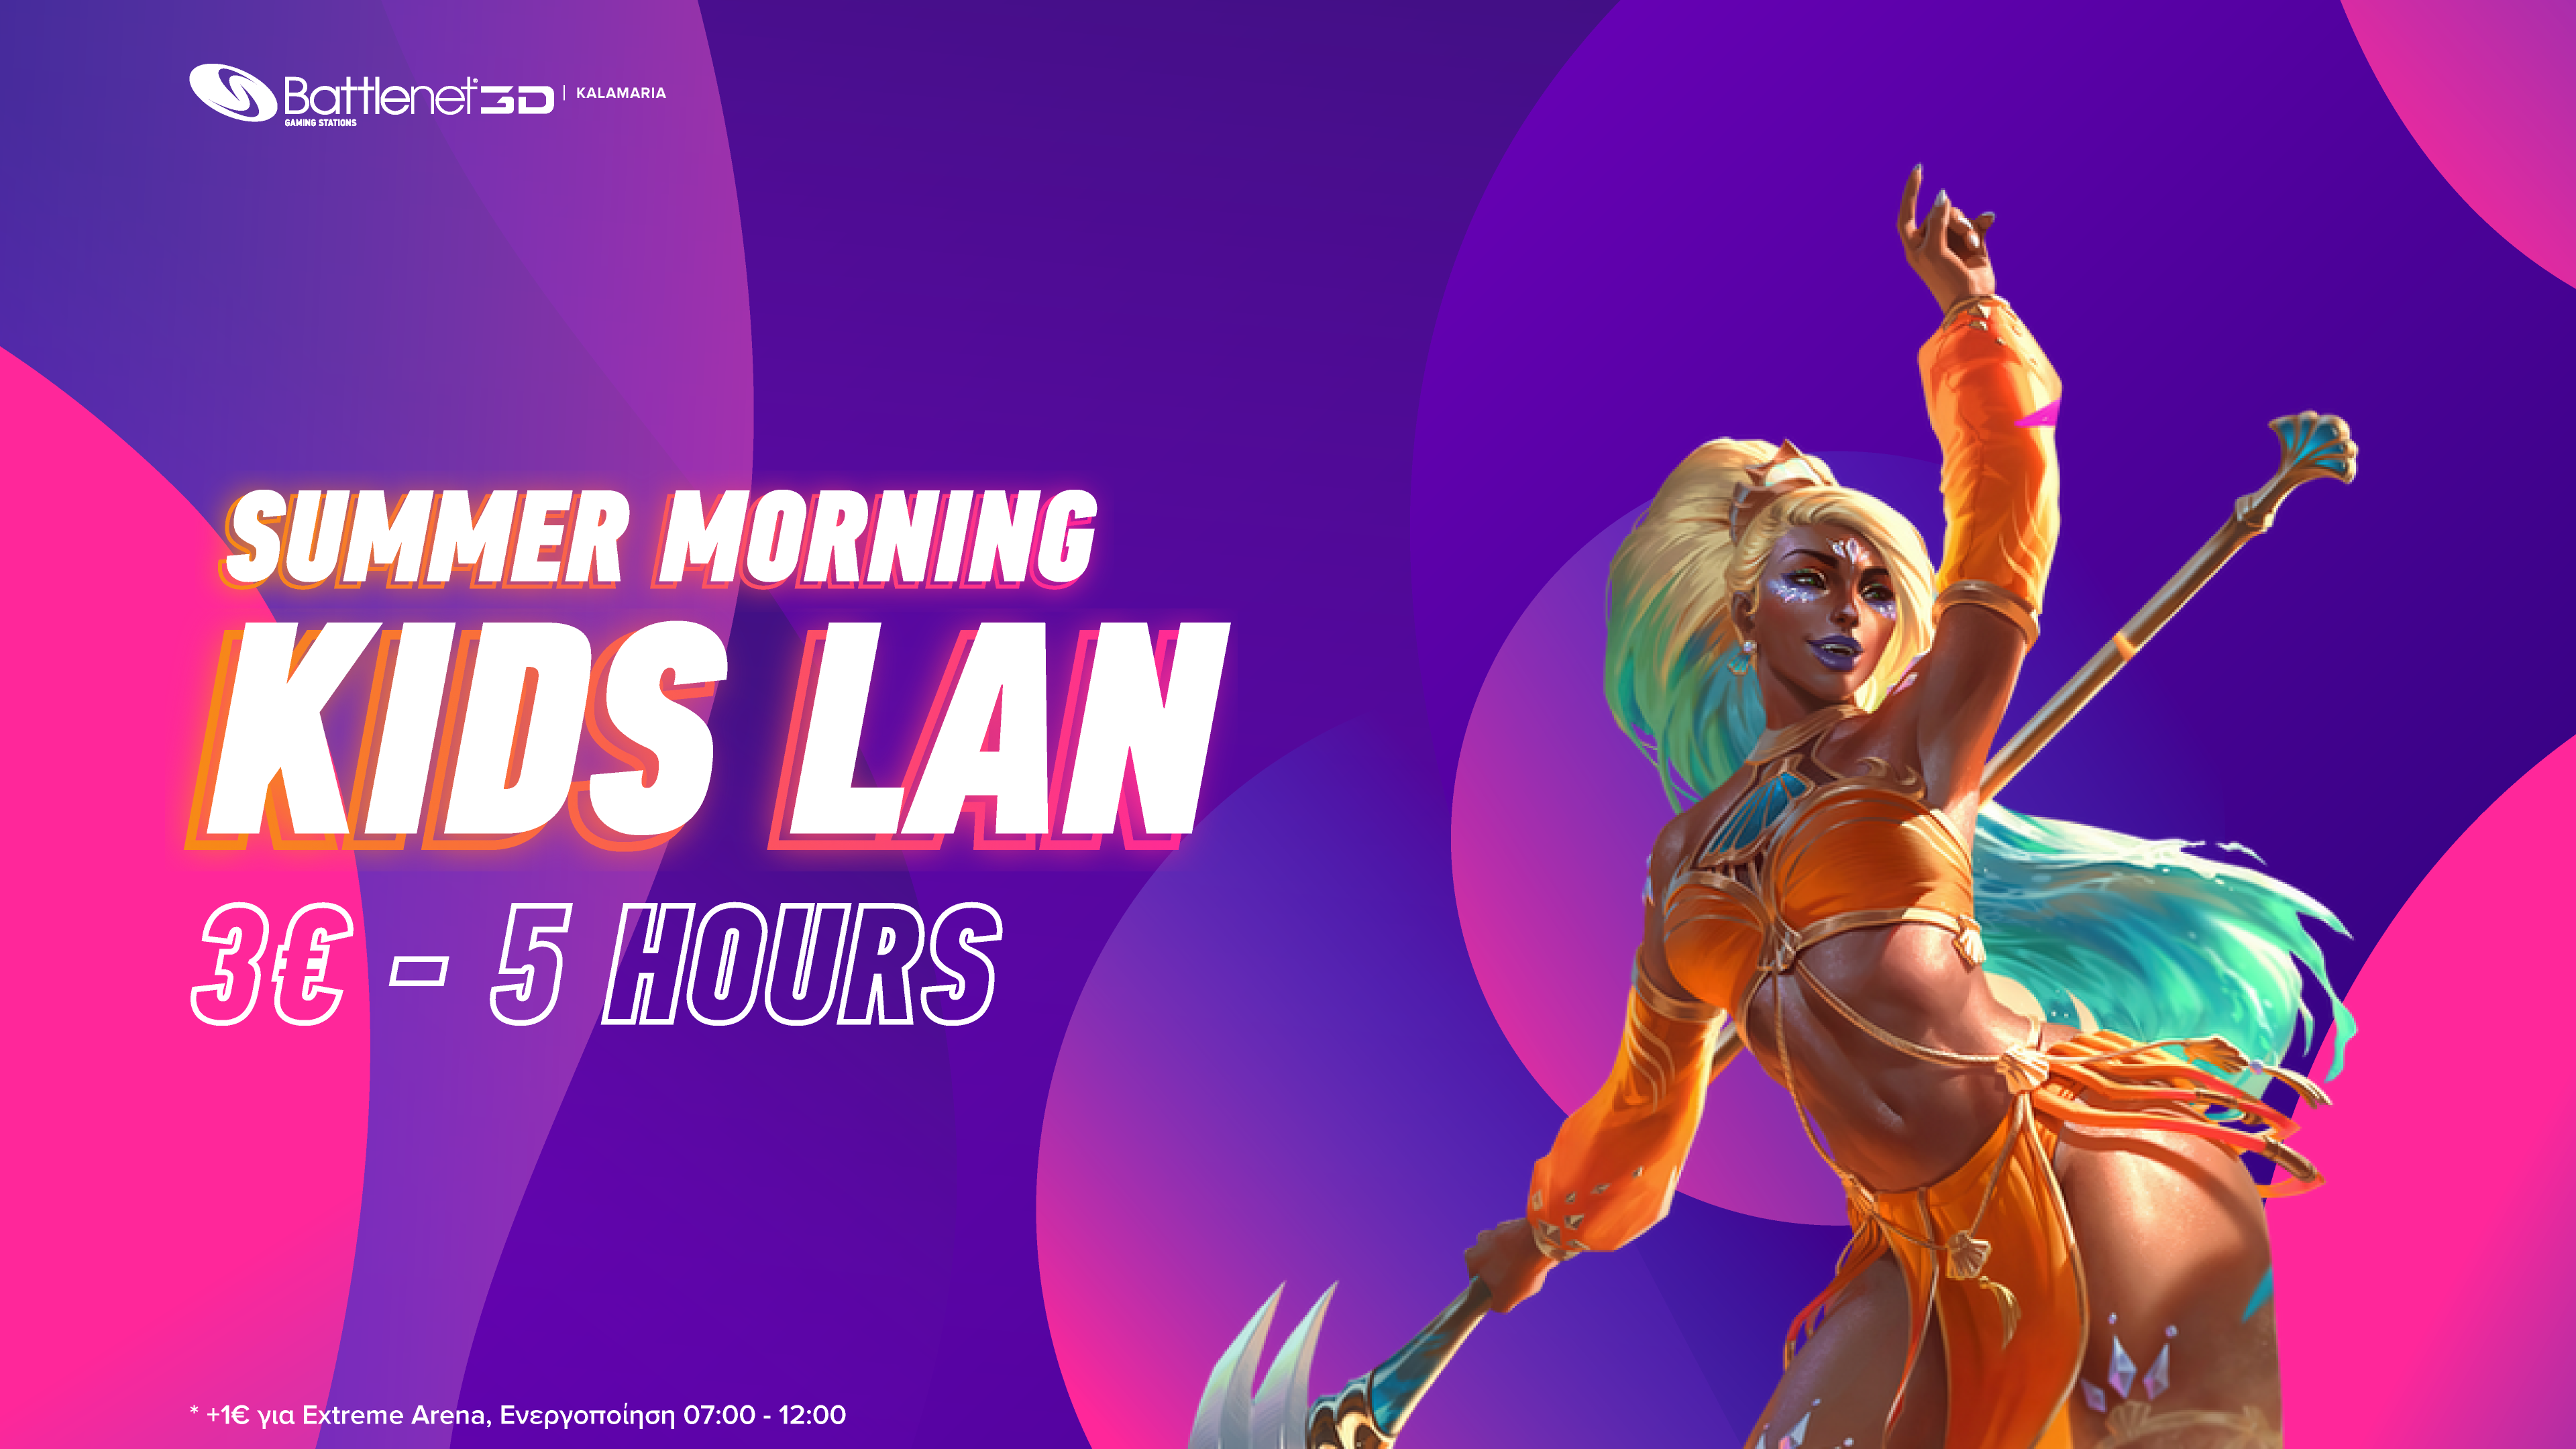 Battlenet 3D | KALAMARIA
GAMING STATIONS
SUMMER MORNING
KIDS LAN
3€ - 5 HOURS
* +1€ για Extreme Arena, Ενεργοποίηση 07:00 - 12:00